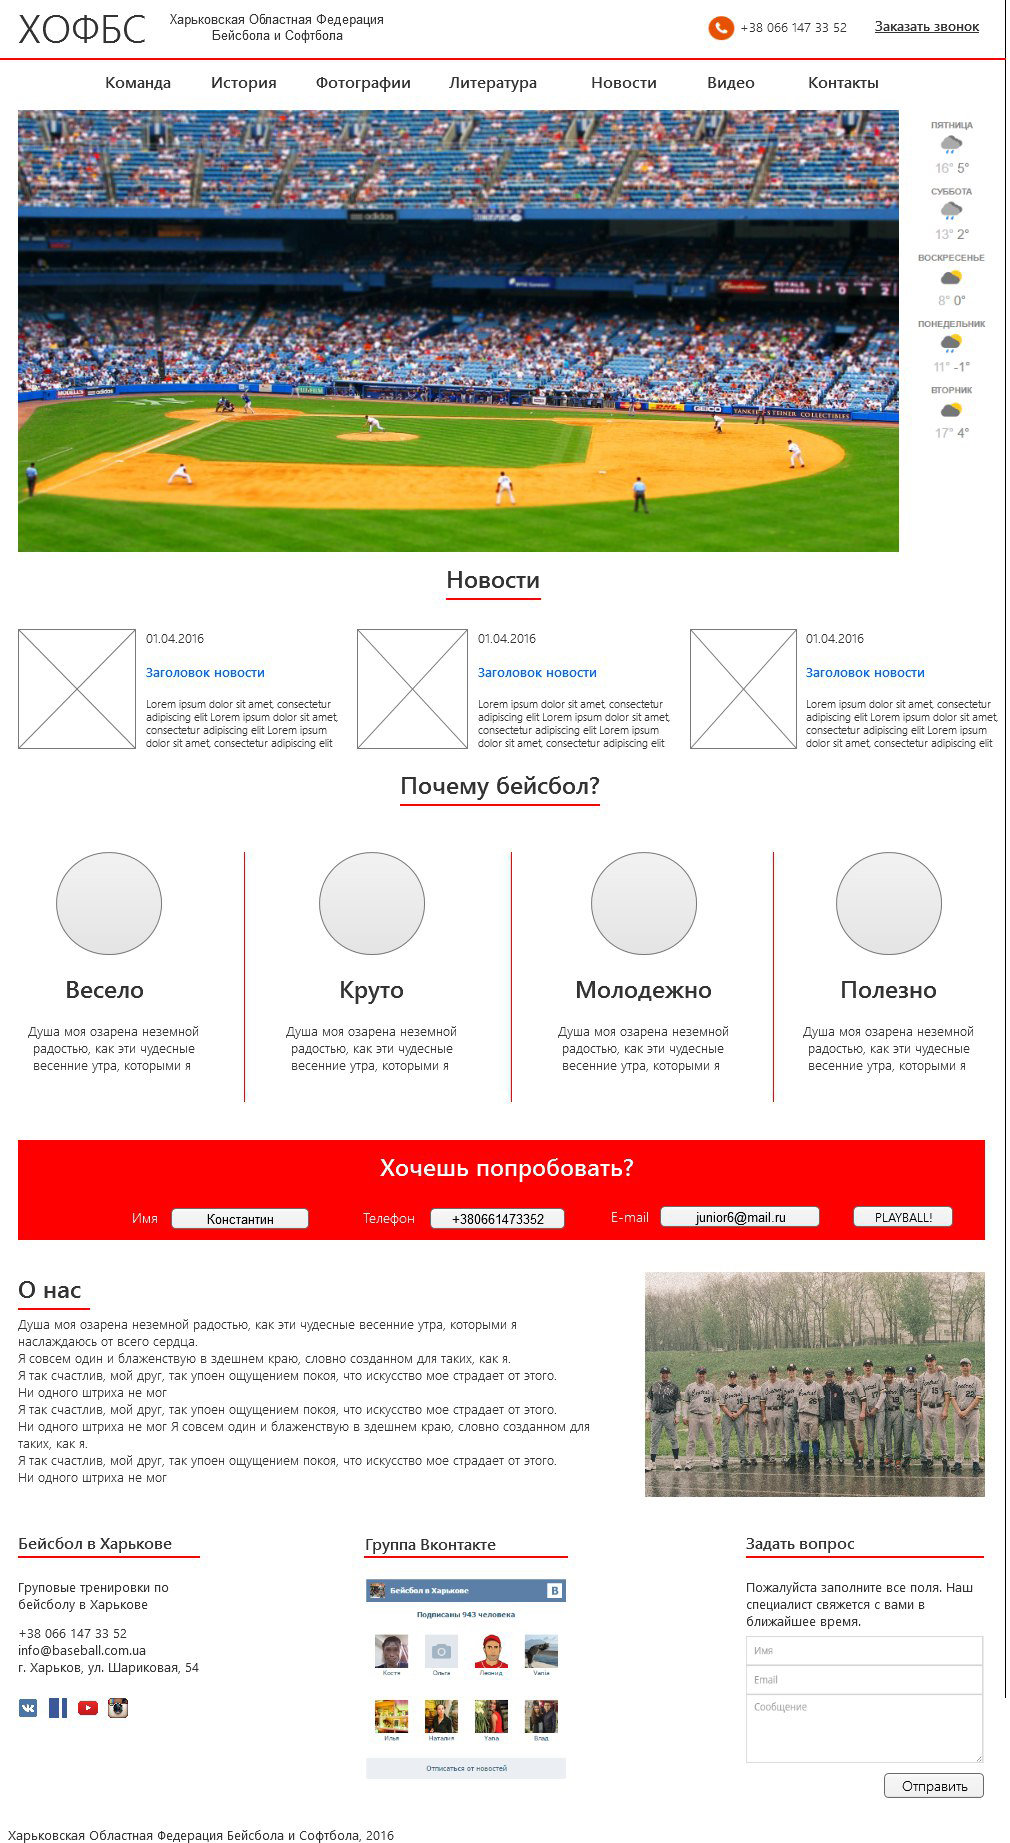 ХОФБС
Харьковская Областная Федерация
Бейсбола и Софтбола
+38 066 147 33 52
Заказать звонок
Команда
История
Фотографии
Литература
Новости
Видео
Контакты
ПЯТНИЦА
16° 5°
СУББОТА
13° 2°
ВОСКРЕСЕНЬЕ
8° 0°
ПОНЕДЕЛЬНИК
11° -1°
ВТОРНИК
17° 4°
adidas
Budweiser
ROYALS
YANKEES
0 1 2
MODELL'S
DHL
GEICO
YANKEES-STEINER COLLECTIBLES
Новости
01.04.2016
Заголовок новости
Lorem ipsum dolor sit amet, consectetur
adipiscing elit Lorem ipsum dolor sit amet,
consectetur adipiscing elit Lorem ipsum
dolor sit amet, consectetur adipiscing elit
01.04.2016
Заголовок новости
Lorem ipsum dolor sit amet, consectetur
adipiscing elit Lorem ipsum dolor sit amet,
consectetur adipiscing elit Lorem ipsum
dolor sit amet, consectetur adipiscing elit
01.04.2016
Заголовок новости
Lorem ipsum dolor sit amet, consectetur
adipiscing elit Lorem ipsum dolor sit amet,
consectetur adipiscing elit Lorem ipsum
dolor sit amet, consectetur adipiscing elit
Почему бейсбол?
Весело
Душа моя озарена неземной
радостью, как эти чудесные
весенние утра, которыми я
Круто
Душа моя озарена неземной
радостью, как эти чудесные
весенние утра, которыми я
Молодежно
Душа моя озарена неземной
радостью, как эти чудесные
весенние утра, которыми я
Полезно
Душа моя озарена неземной
радостью, как эти чудесные
весенние утра, которыми я
Хочешь попробовать?
Имя
Константин
Телефон
+380661473352
E-mail
junior6@mail.ru
PLAYBALL!
О нас
Душа моя озарена неземной радостью, как эти чудесные весенние утра, которыми я
наслаждаюсь от всего сердца.
Я совсем один и блаженствую в здешнем краю, словно созданном для таких, как я.
Я так счастлив, мой друг, так упоен ощущением покоя, что искусство мое страдает от этого.
Ни одного штриха не мог
Я так счастлив, мой друг, так упоен ощущением покоя, что искусство мое страдает от этого.
Ни одного штриха не мог Я совсем один и блаженствую в здешнем краю, словно созданном для
таких, как я.
Я так счастлив, мой друг, так упоен ощущением покоя, что искусство мое страдает от этого.
Ни одного штриха не мог
Бейсбол в Харькове
Груповые тренировки по
бейсболу в Харькове
+38 066 147 33 52
info@baseball.com.ua
г. Харьков, ул. Шариковая, 54
Группа Вконтакте
Бейсбол в Харькове
В
Подписаны 943 человека
Костя
Ольга
Леонид
Vania
Илья
Наталия
Yana
Влад
Отписаться от новостей
Задать вопрос
Пожалуйста заполните все поля. Наш
специалист свяжется с вами в
ближайшее время.
Имя
Email
Сообщение
Отправить
Харьковская Областная Федерация Бейсбола и Софтбола, 2016